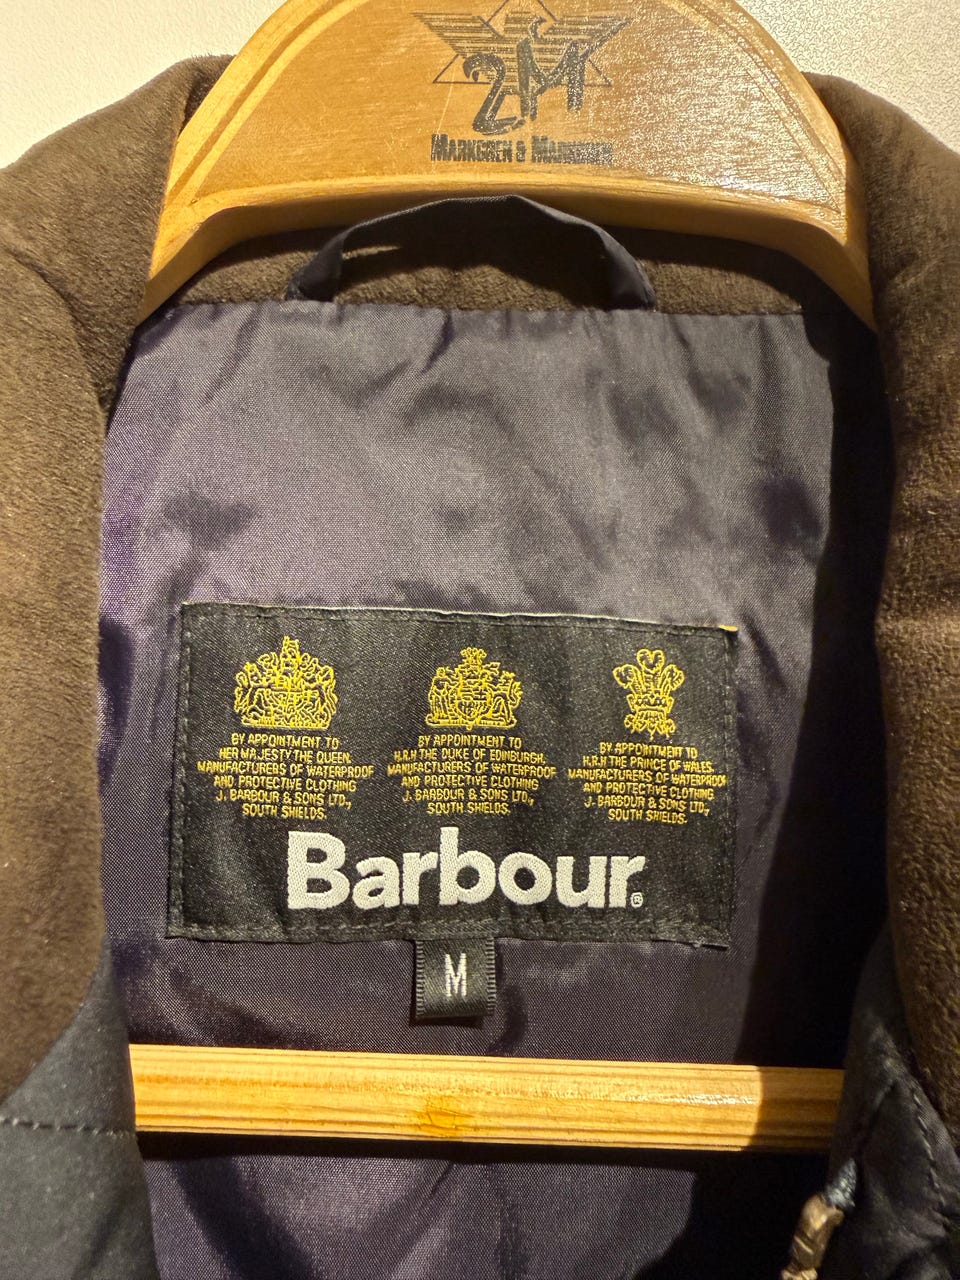 2M
MARKGREN & MARKGREN
BY APPOINTMENT TO
HER MAJESTY THE QUEEN.
MANUFACTURERS OF WATERPROOF
AND PROTECTIVE CLOTHING
J. BARBOUR & SONS LTD.,
SOUTH SHIELDS.
BY APPOINTMENT TO
H.R.H THE DUKE OF EDINBURGH.
MANUFACTURERS OF WATERPROOF
AND PROTECTIVE CLOTHING
J. BARBOUR & SONS LTD.,
SOUTH SHIELDS.
BY APPOINTMENT TO
H.R.H THE PRINCE OF WALES.
MANUFACTURERS OF WATERPROOF
AND PROTECTIVE CLOTHING
J. BARBOUR & SONS LTD.,
SOUTH SHIELDS.
Barbour®
M